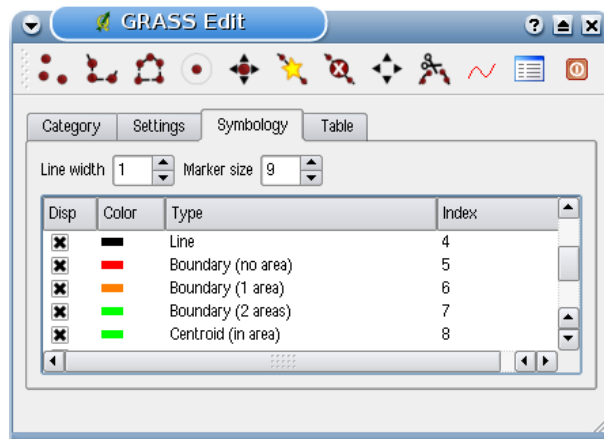 GRASS Edit
Category Settings Symbology Table
Line width 1 Marker size 9
Disp Color Type Index
Line 4
Boundary (no area) 5
Boundary (1 area) 6
Boundary (2 areas) 7
Centroid (in area) 8